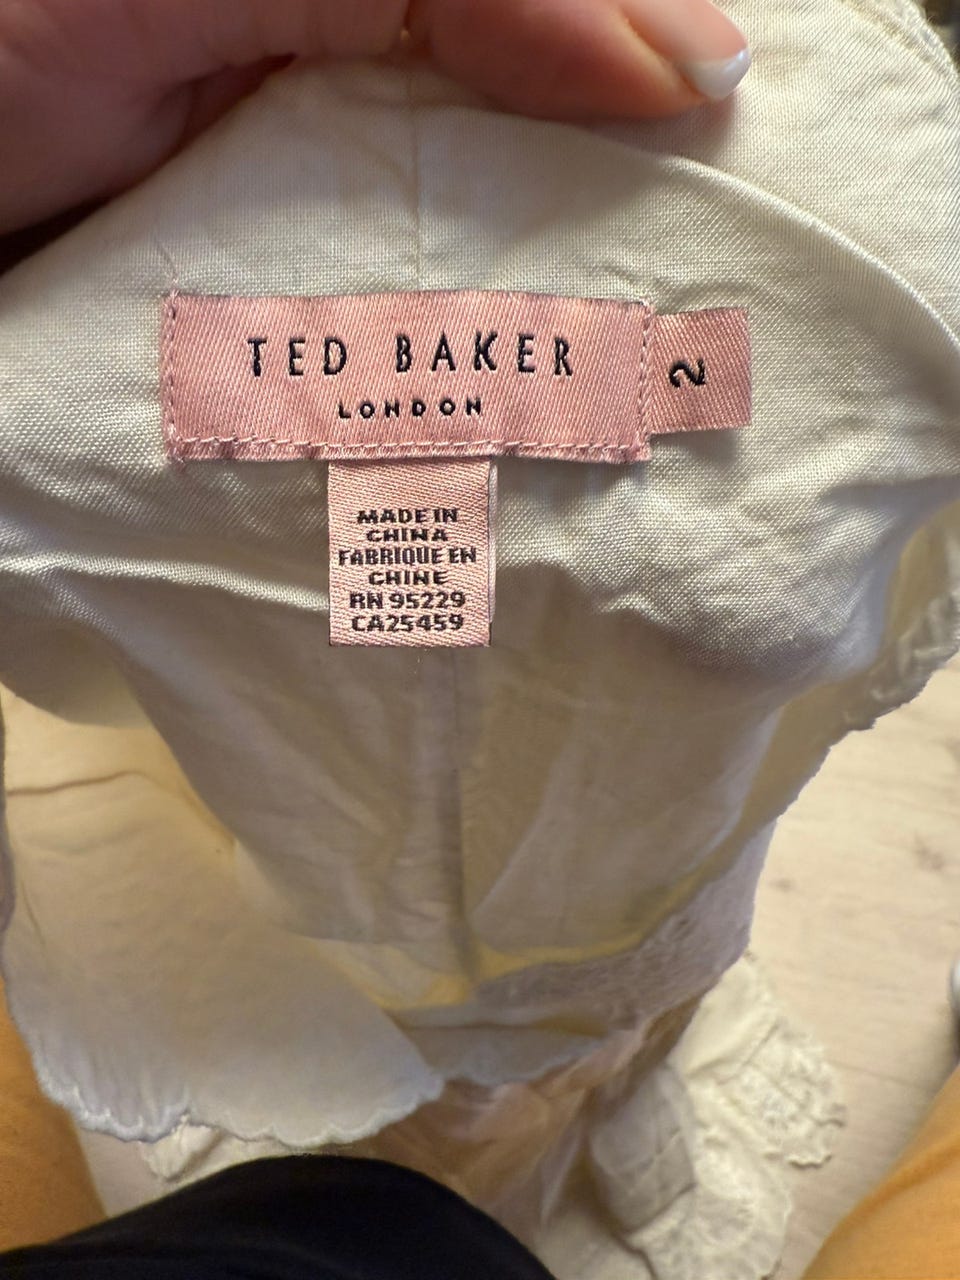 TED BAKER
LONDON
2
MADE IN
CHINA
FABRIQUE EN
CHINE
RN 95229
CA25459